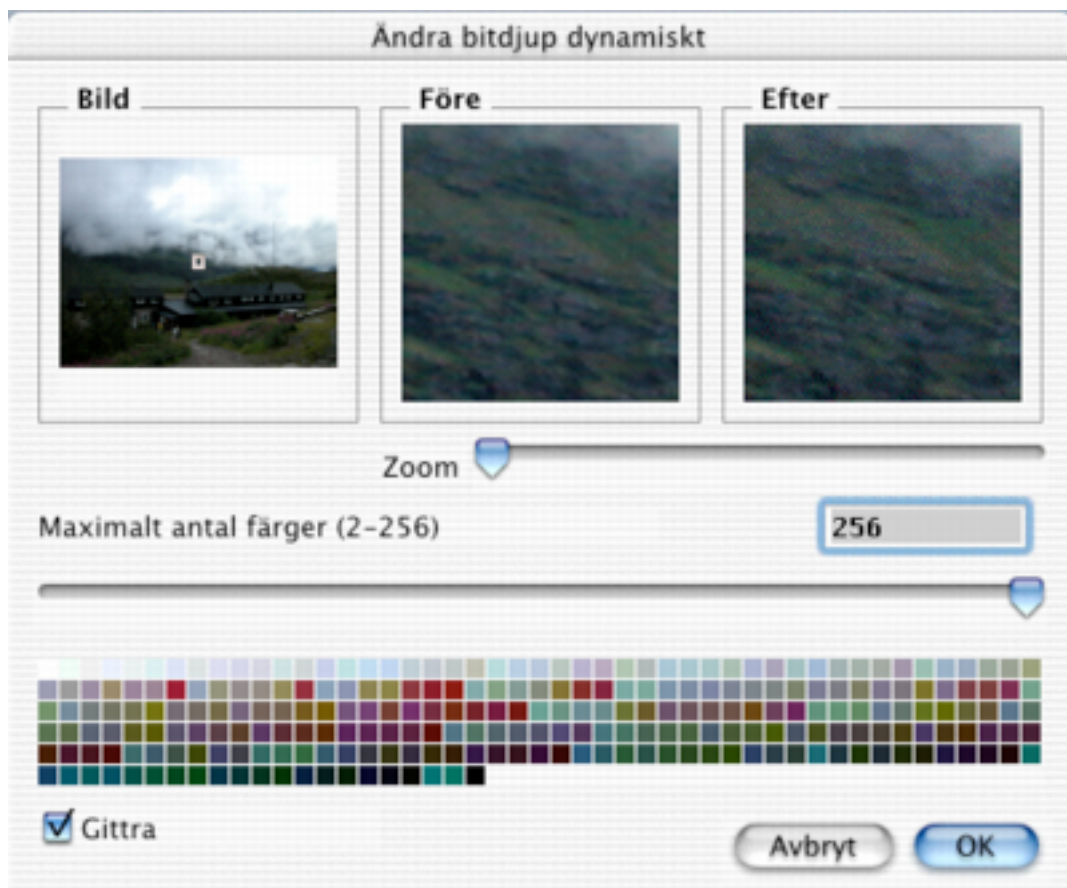 Ändra bitdjup dynamiskt
Bild
Före
Efter
Zoom
Maximalt antal färger (2-256)
256
Gittra
Avbryt
OK